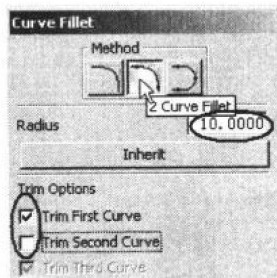 Curve Fillet
Method
2 Curve Fillet
Radius
10.0000
Inherit
Trim Options
Trim First Curve
Trim Second Curve
Trim Third Curve